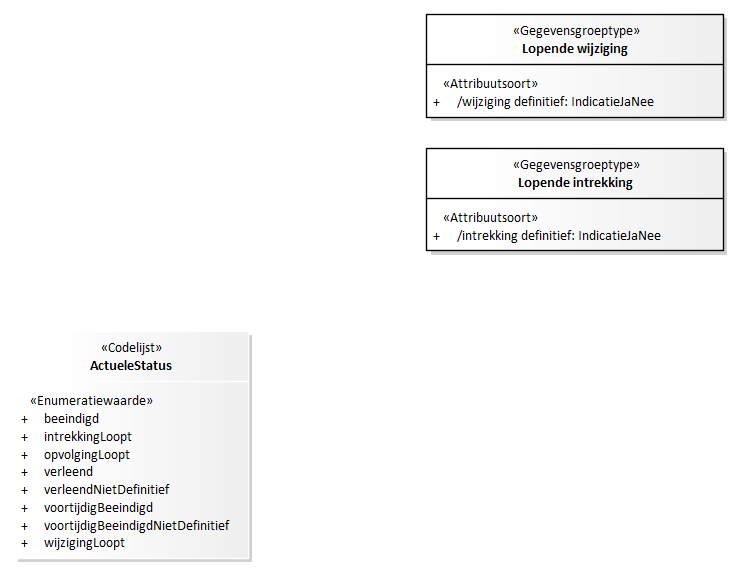 «Gegevensgroeptype»
Lopende wijziging
«Attribuutsoort»
+ /wijziging definitief: IndicatieJaNee
«Gegevensgroeptype»
Lopende intrekking
«Attribuutsoort»
+ /intrekking definitief: IndicatieJaNee
«Codelijst»
ActueleStatus
«Enumeratiewaarde»
+ beeindigd
+ intrekkingLoopt
+ opvolgingLoopt
+ verleend
+ verleendNietDefinitief
+ voortijdigBeeindigd
+ voortijdigBeeindigdNietDefinitief
+ wijzigingLoopt